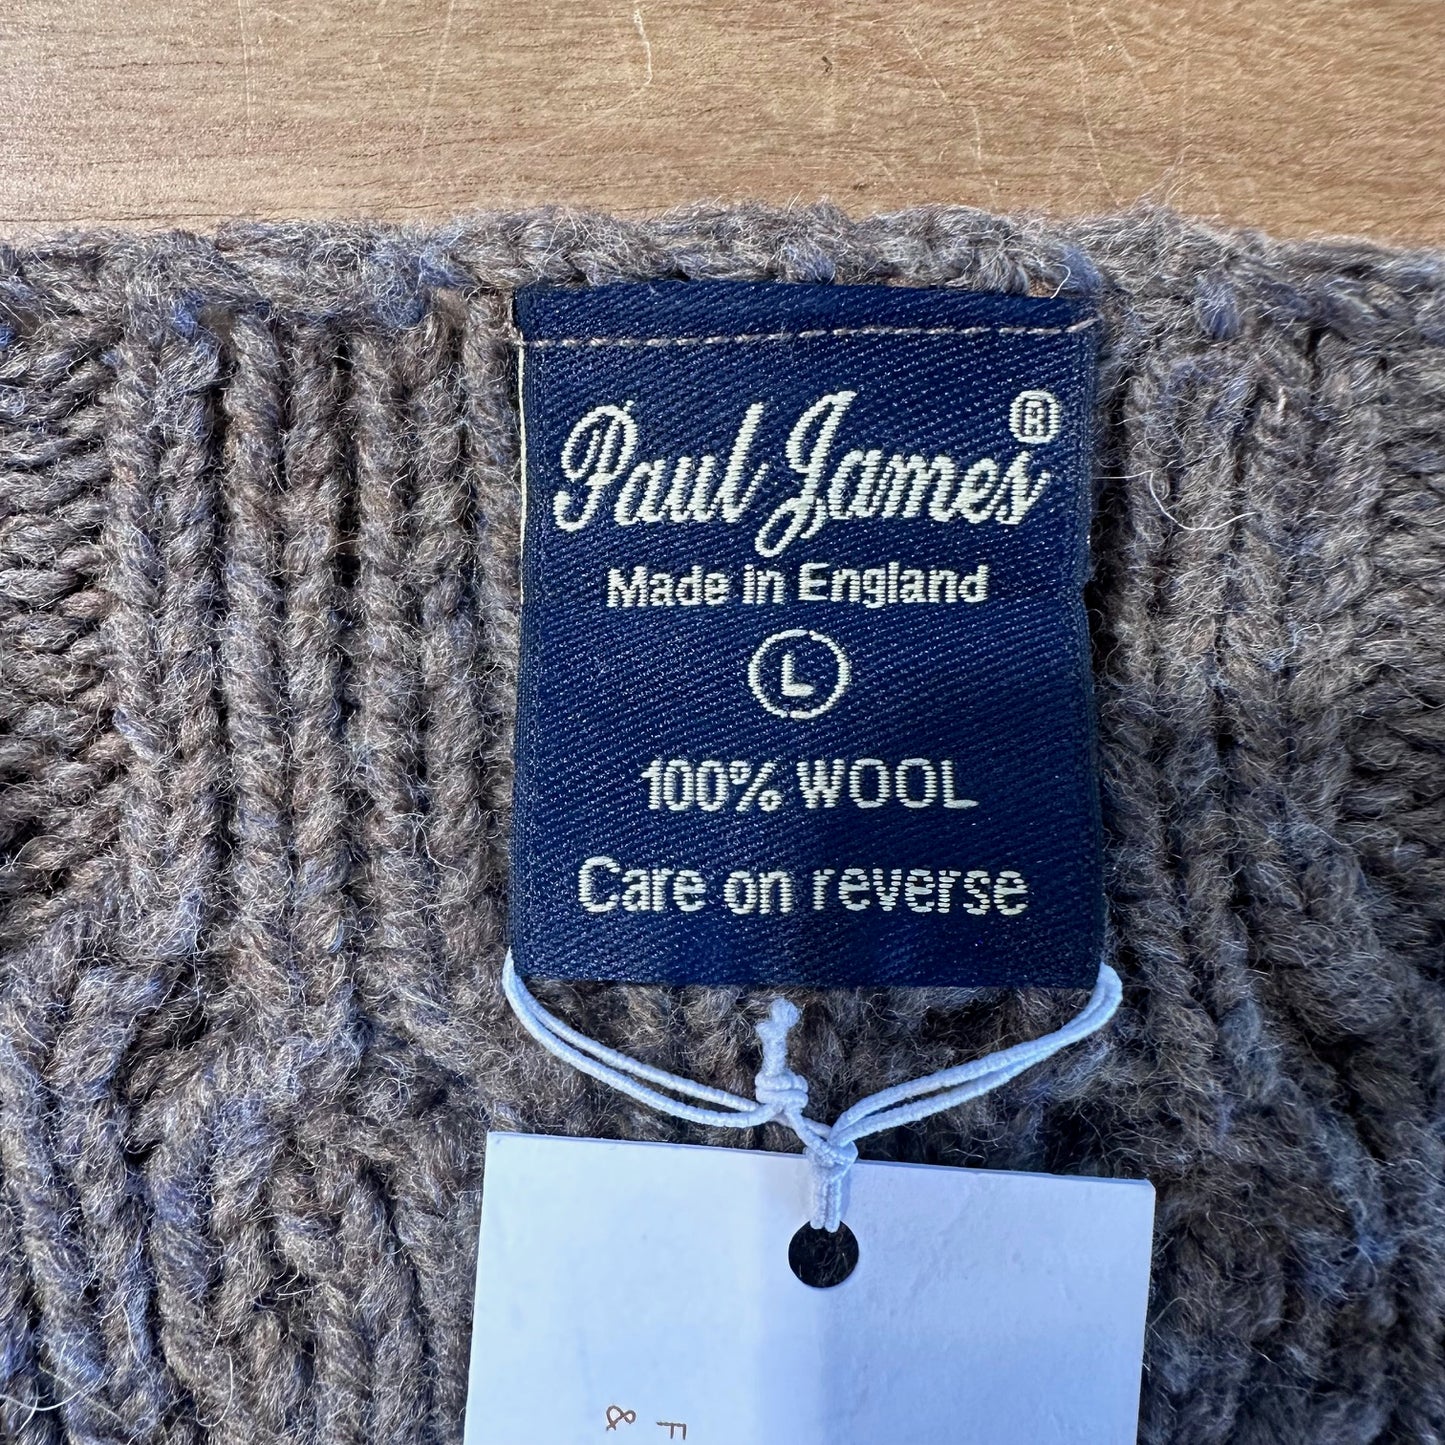 Paul James ®
Made in England
L
100% WOOL
Care on reverse
F
&